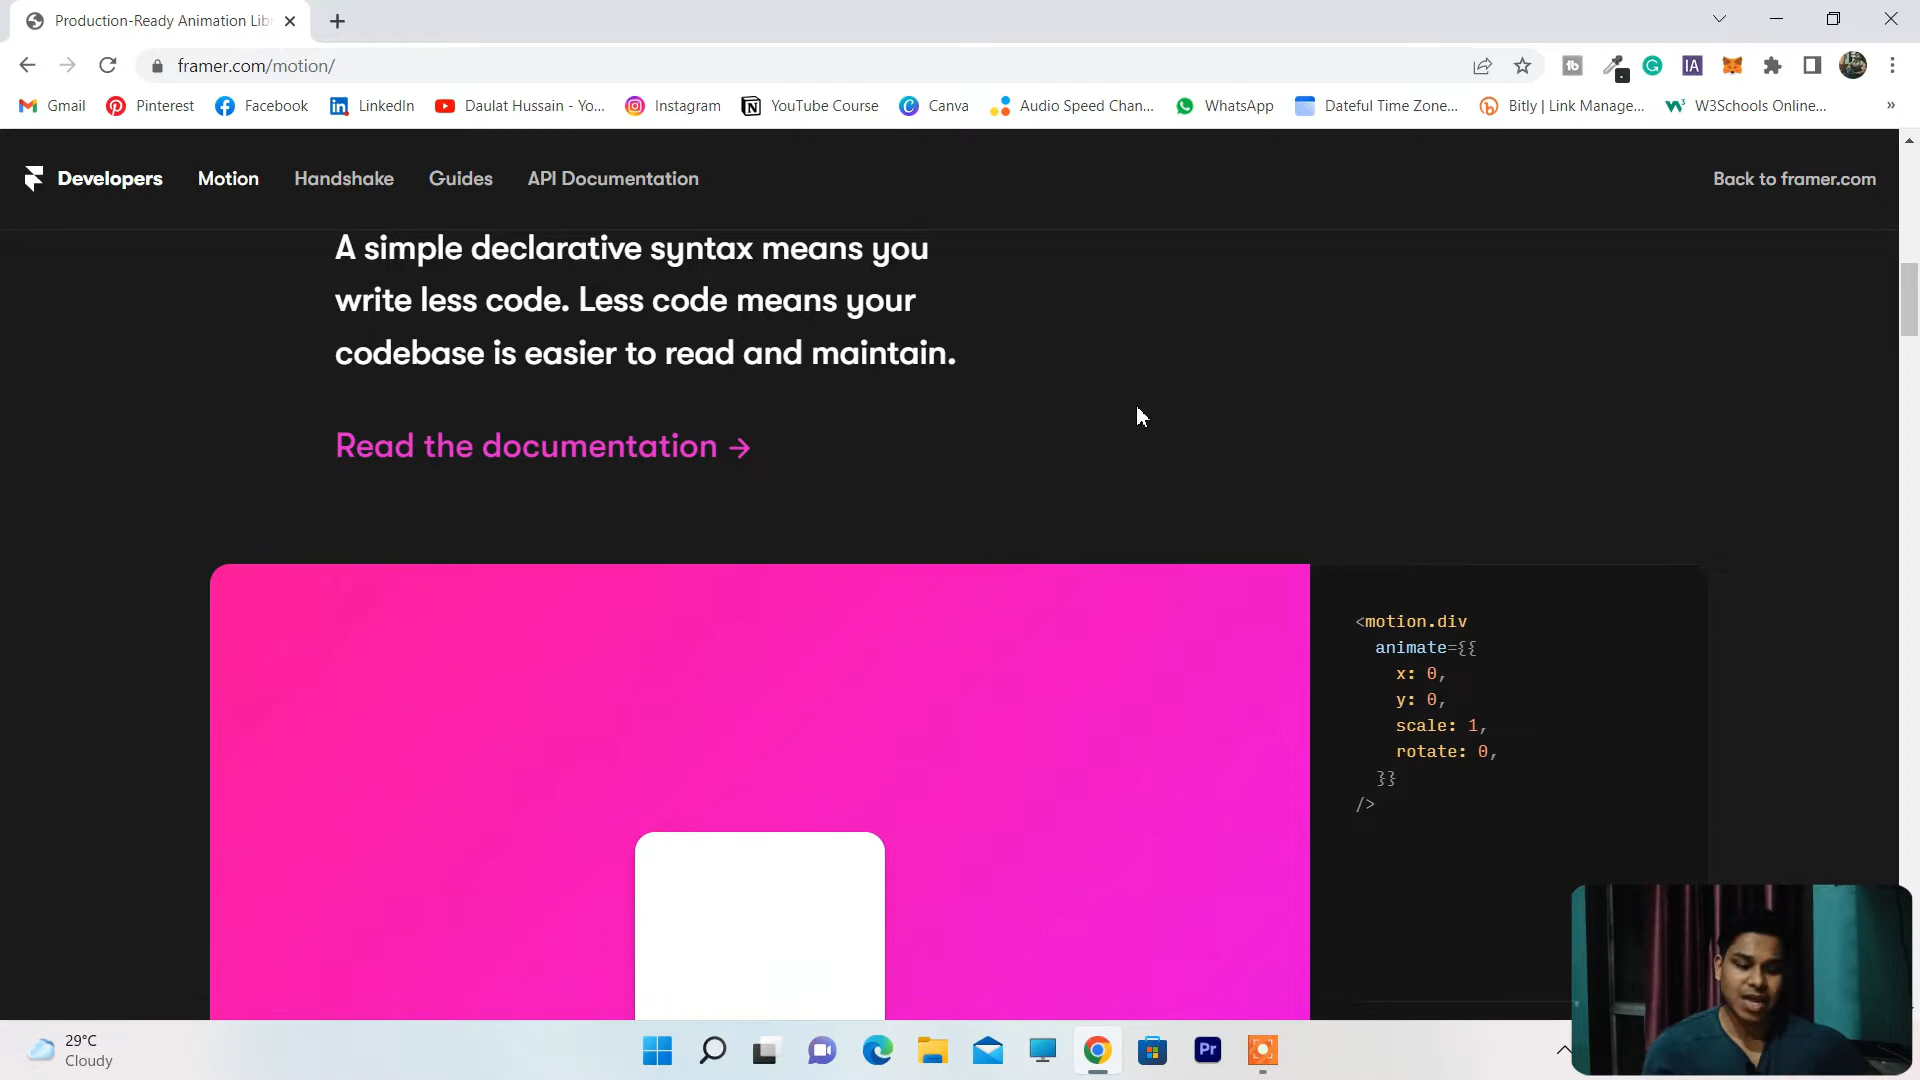 Production-Ready Animation Lib
framer.com/motion/
Gmail
Pinterest
Facebook
LinkedIn
Daulat Hussain - Yo...
Instagram
YouTube Course
Canva
Audio Speed Chan...
WhatsApp
Dateful Time Zone...
Bitly | Link Manage...
W3Schools Online...
»
Developers
Motion
Handshake
Guides
API Documentation
Back to framer.com
A simple declarative syntax means you
write less code. Less code means your
codebase is easier to read and maintain.
Read the documentation →
<motion.div
animate={{
x: 0,
y: 0,
scale: 1,
rotate: 0,
}}
/>
29°C
Cloudy
Pr